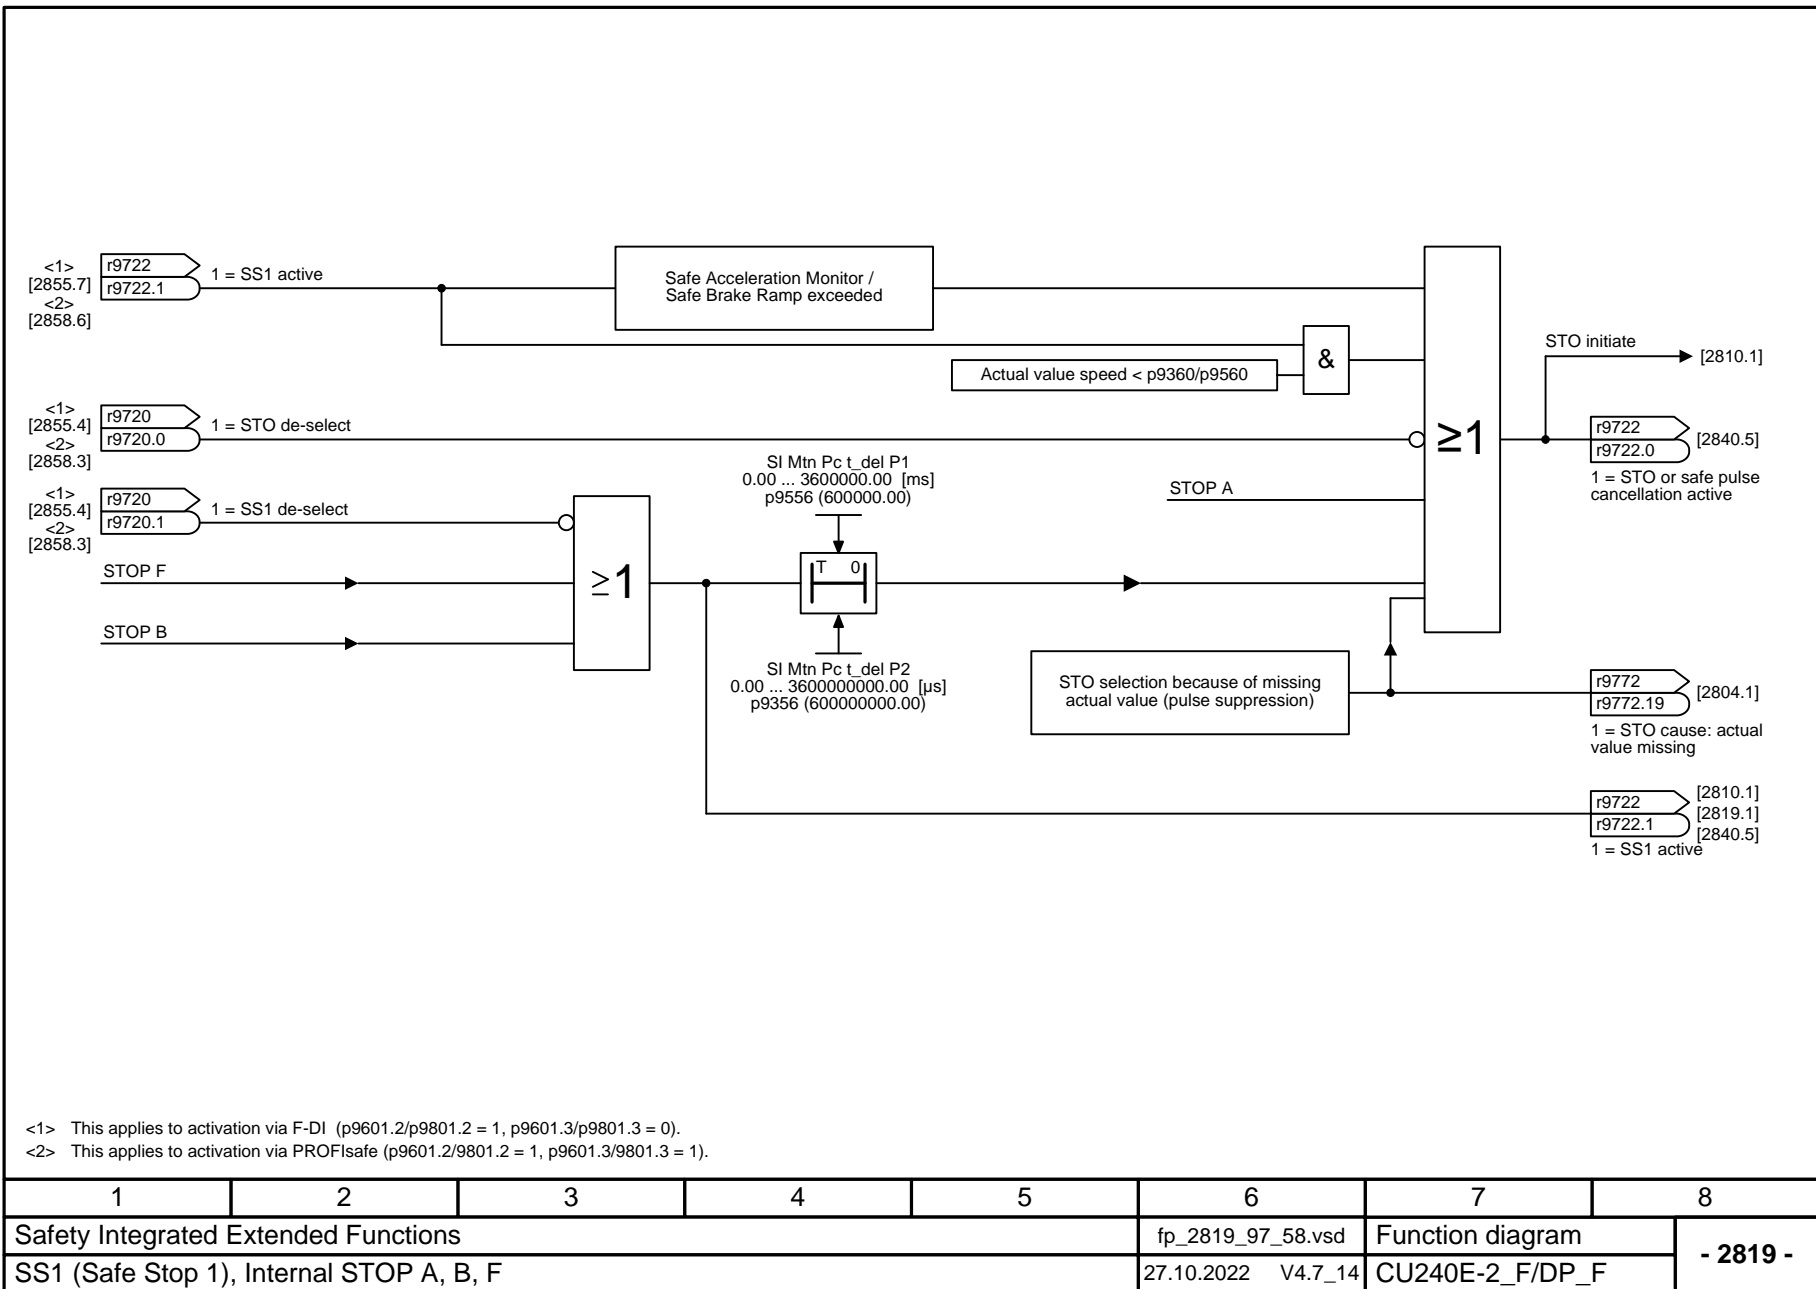 <1>
[2855.7]
<2>
[2858.6]
r9722
r9722.1
1 = SS1 active
Safe Acceleration Monitor /
Safe Brake Ramp exceeded
&
Actual value speed < p9360/p9560
STO initiate
[2810.1]
<1>
[2855.4]
<2>
[2858.3]
r9720
r9720.0
1 = STO de-select
≥1
r9722
r9722.0
[2840.5]
1 = STO or safe pulse
cancellation active
SI Mtn Pc t_del P1
0.00 ... 3600000.00 [ms]
p9556 (600000.00)
STOP A
<1>
[2855.4]
<2>
[2858.3]
r9720
r9720.1
1 = SS1 de-select
STOP F
STOP B
≥1
T 0
SI Mtn Pc t_del P2
0.00 ... 3600000000.00 [µs]
p9356 (600000000.00)
STO selection because of missing
actual value (pulse suppression)
r9772
r9772.19
[2804.1]
1 = STO cause: actual
value missing
r9722
r9722.1
[2810.1]
[2819.1]
[2840.5]
1 = SS1 active
<1> This applies to activation via F-DI (p9601.2/p9801.2 = 1, p9601.3/p9801.3 = 0).
<2> This applies to activation via PROFIsafe (p9601.2/9801.2 = 1, p9601.3/9801.3 = 1).
1 2 3 4 5 6 7 8
Safety Integrated Extended Functions
fp_2819_97_58.vsd
Function diagram
- 2819 -
SS1 (Safe Stop 1), Internal STOP A, B, F
27.10.2022 V4.7_14
CU240E-2_F/DP_F